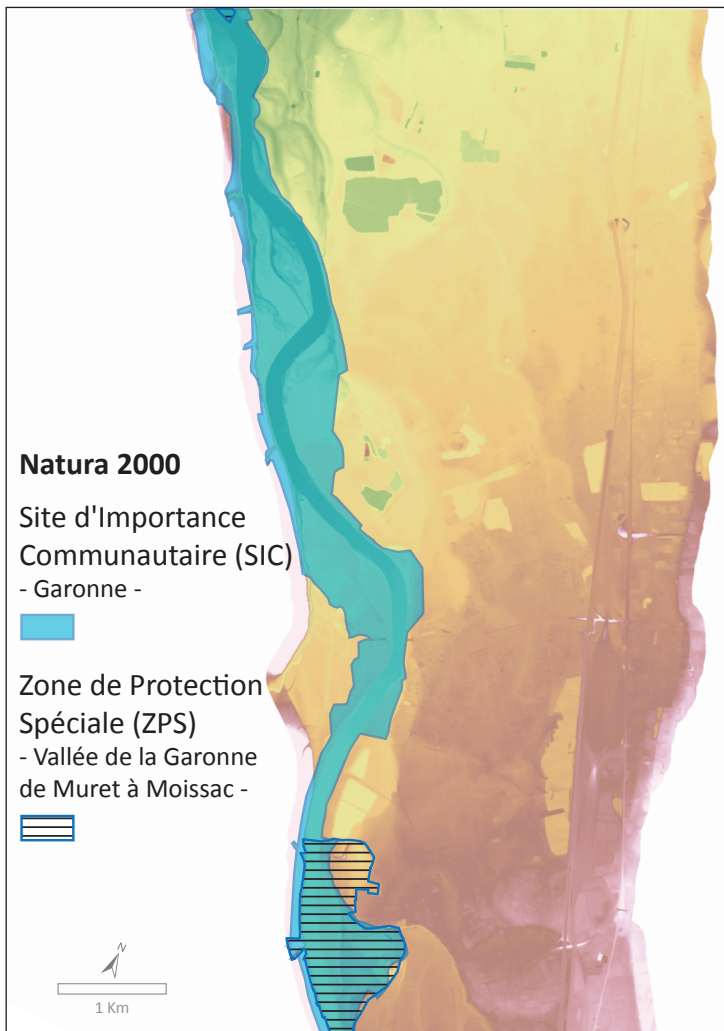 Natura 2000
Site d'Importance
Communautaire (SIC)
- Garonne -
Zone de Protection
Spéciale (ZPS)
- Vallée de la Garonne
de Muret à Moissac -
N
1 Km